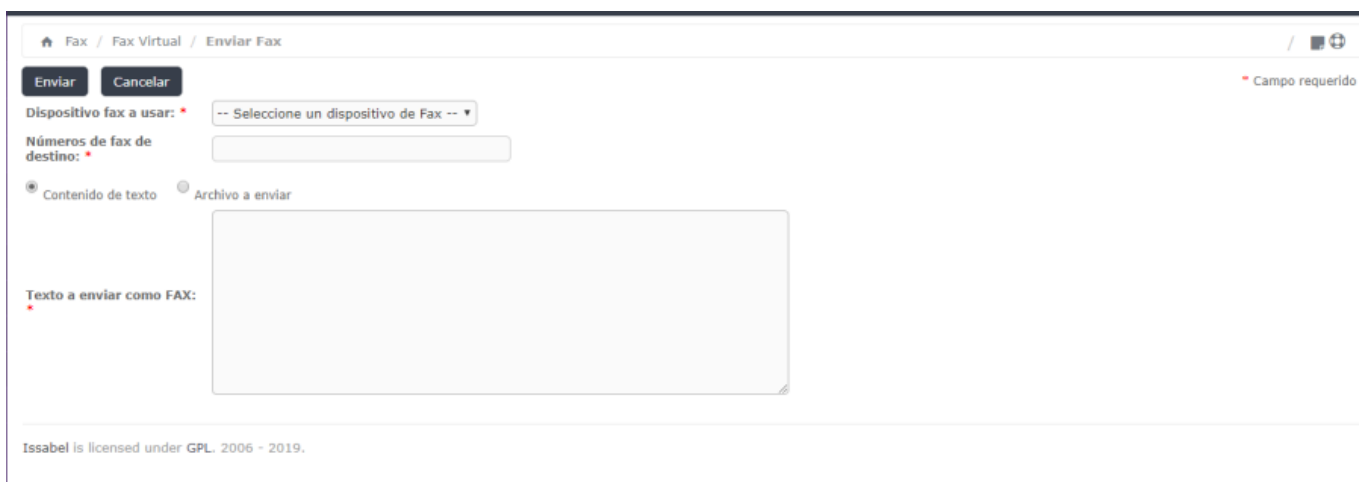 Fax / Fax Virtual / Enviar Fax /
Enviar Cancelar * Campo requerido
Dispositivo fax a usar: * -- Seleccione un dispositivo de Fax --
Números de fax de
destino: *
Contenido de texto Archivo a enviar
Texto a enviar como FAX:
*
Issabel is licensed under GPL. 2006 - 2019.